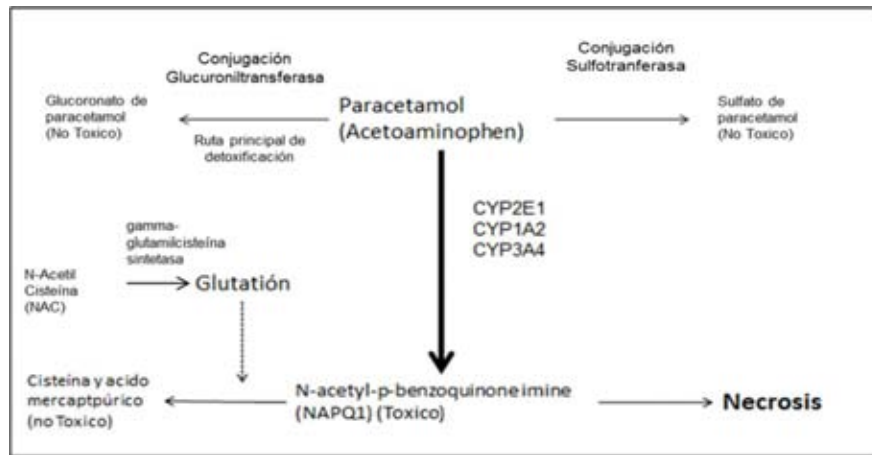 Conjugación
Glucuroniltransferasa
Conjugación
Sulfotranferasa
Glucoronato de
paracetamol
(No Toxico)
Paracetamol
(Acetoaminophen)
Sulfato de
paracetamol
(No Toxico)
Ruta principal de
detoxificación
CYP2E1
CYP1A2
CYP3A4
gamma-
glutamilcisteína
sintetasa
N-Acetil
Cisteína
(NAC)
Glutatión
Cisteína y acido
mercaptpúrico
(no Toxico)
N-acetyl-p-benzoquinone imine
(NAPQ1) (Toxico)
Necrosis